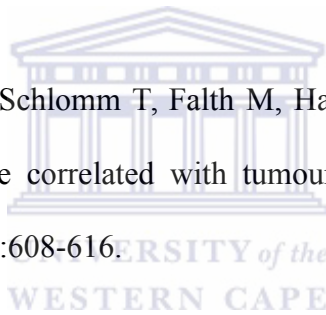 Schlomm T, Falth M, Ha
e correlated with tumour
:608-616.
UNIVERSITY of the
WESTERN CAPE